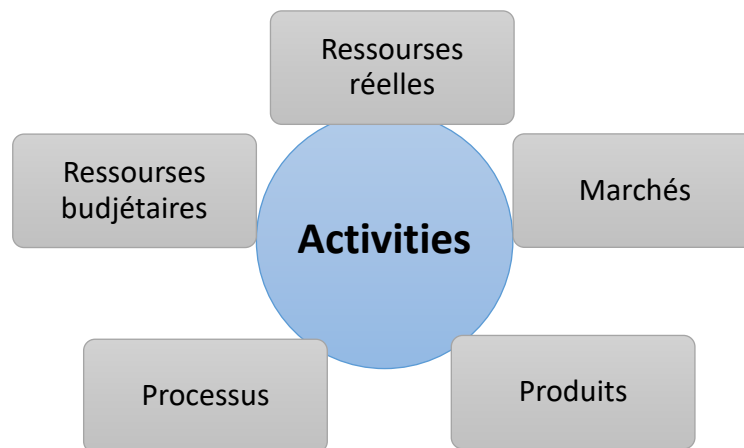 Ressourses
réelles
Ressourses
budjétaires
Marchés
Activities
Processus
Produits